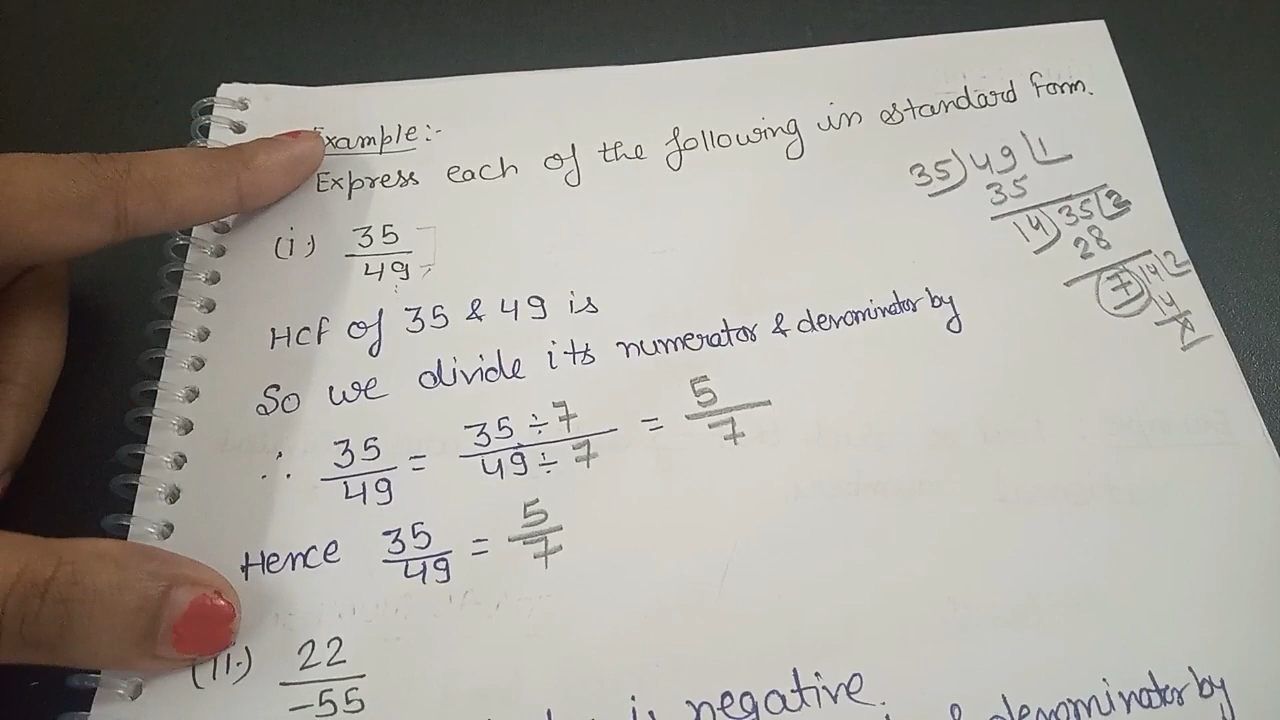 Example:-
Express each of the following in standard form.
(i) 35/49
HCF of 35 & 49 is
So we divide its numerator & denominator by
∴ 35/49 = 35÷7/49÷7 = 5/7
Hence 35/49 = 5/7
(ii.) 22/-55
is negative.
& denominator by
35)49(1
35
14)35(2
28
7)14(2
14
x